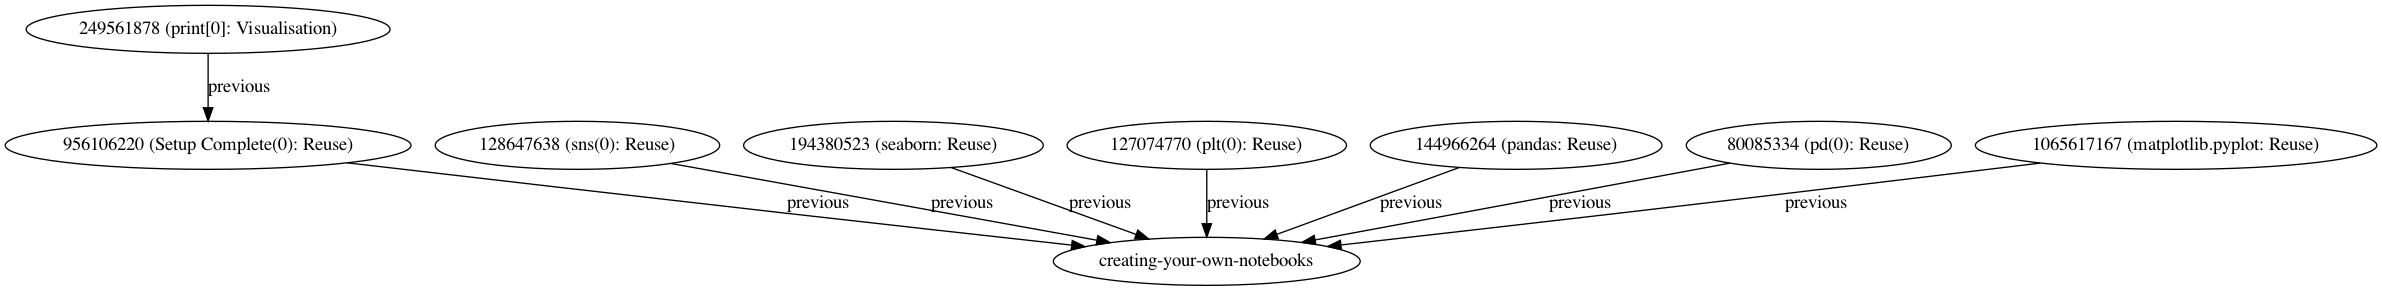 249561878 (print[0]: Visualisation)
previous
956106220 (Setup Complete(0): Reuse)
128647638 (sns(0): Reuse)
194380523 (seaborn: Reuse)
127074770 (plt(0): Reuse)
144966264 (pandas: Reuse)
80085334 (pd(0): Reuse)
1065617167 (matplotlib.pyplot: Reuse)
previous
previous
previous
previous
previous
previous
previous
creating-your-own-notebooks